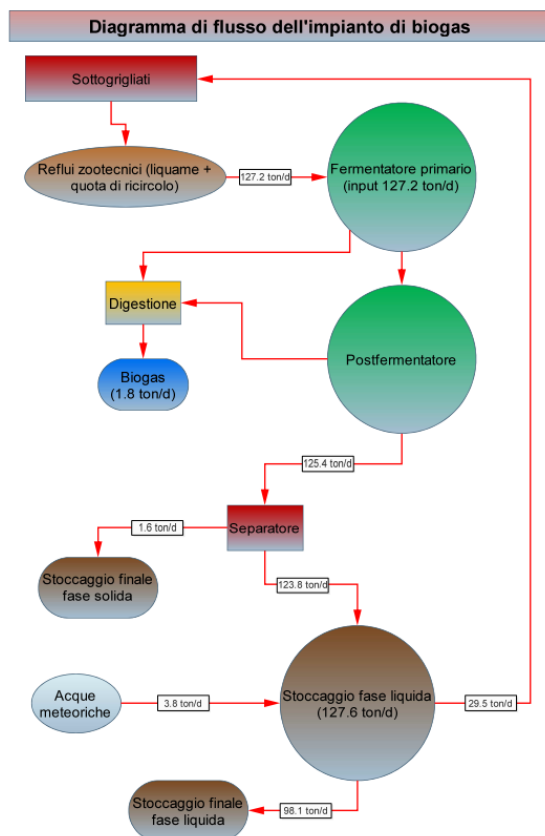 Diagramma di flusso dell'impianto di biogas
Sottogrigliati
Reflui zootecnici (liquame +
quota di ricircolo)
127.2 ton/d
Fermentatore primario
(input 127.2 ton/d)
Digestione
Biogas
(1.8 ton/d)
Postfermentatore
125.4 ton/d
Separatore
1.6 ton/d
Stoccaggio finale
fase solida
123.8 ton/d
Acque
meteoriche
3.8 ton/d
Stoccaggio fase liquida
(127.6 ton/d)
29.5 ton/d
98.1 ton/d
Stoccaggio finale
fase liquida